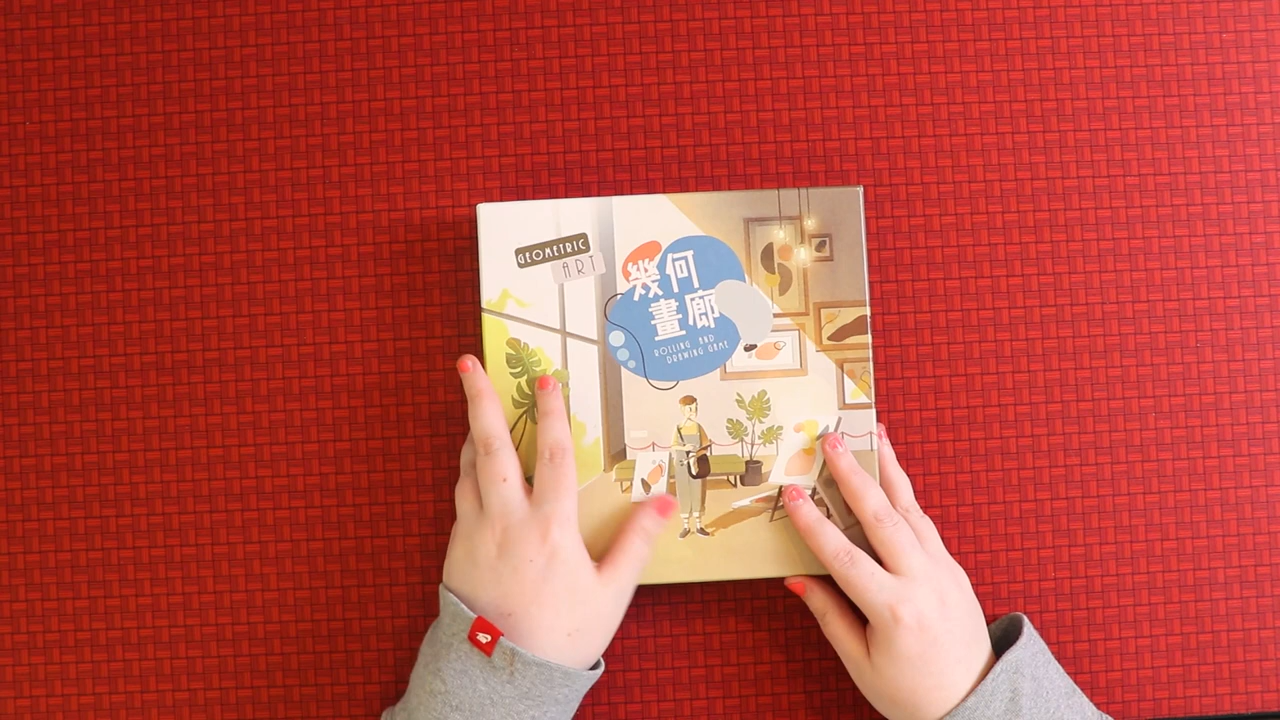 GEOMETRIC
ART
幾何
畫廊
ROLLING AND
DRAWING GAME